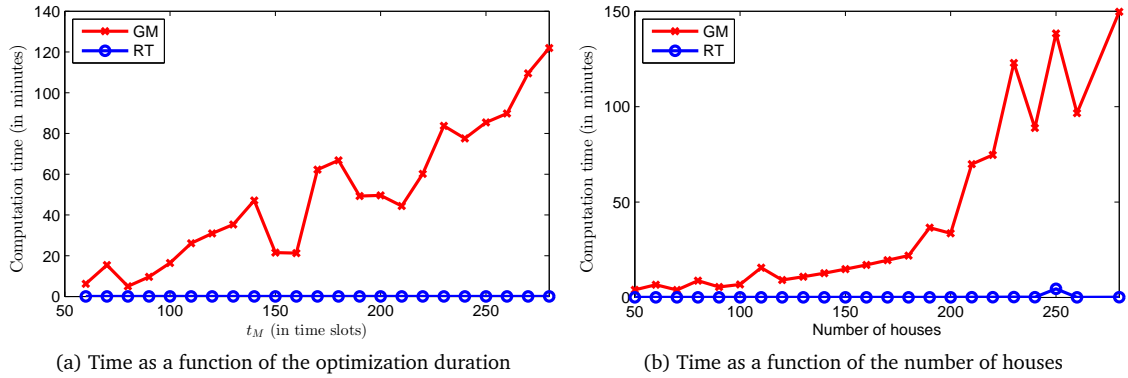 140
120
100
80
60
40
20
0
Computation time (in minutes)
GM
RT
50
100
150
200
250
t_M (in time slots)
(a) Time as a function of the optimization duration
150
100
50
0
Computation time (in minutes)
GM
RT
50
100
150
200
250
Number of houses
(b) Time as a function of the number of houses